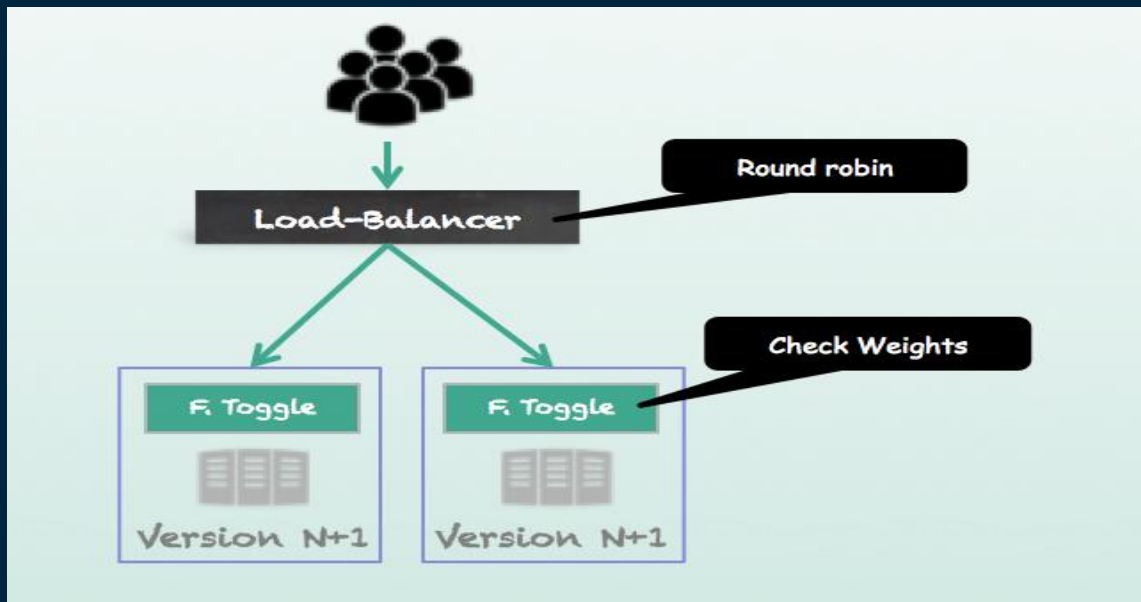 Round robin
Load-Balancer
Check Weights
F. Toggle
F. Toggle
Version N+1
Version N+1